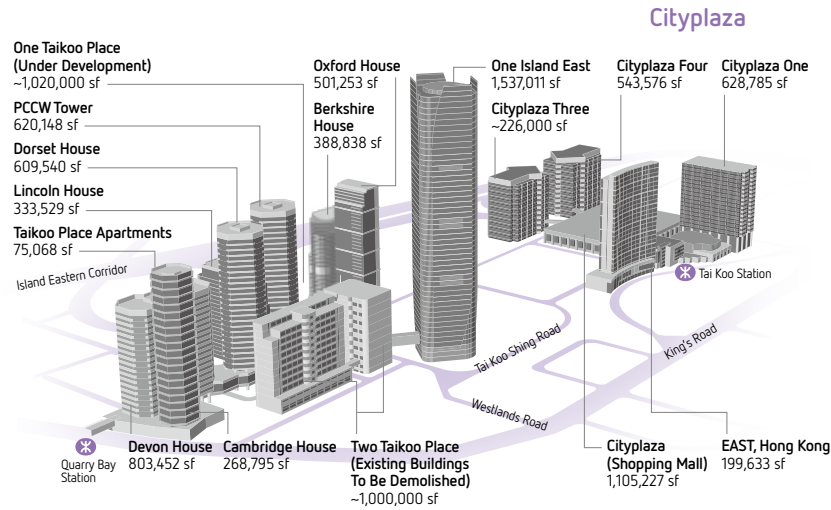 Cityplaza
One Taikoo Place
(Under Development)
~1,020,000 sf
PCCW Tower
620,148 sf
Dorset House
609,540 sf
Lincoln House
333,529 sf
Taikoo Place Apartments
75,068 sf
Oxford House
501,253 sf
Berkshire
House
388,838 sf
One Island East
1,537,011 sf
Cityplaza Three
~226,000 sf
Cityplaza Four
543,576 sf
Cityplaza One
628,785 sf
Island Eastern Corridor
Tai Koo Station
Tai Koo Shing Road
King's Road
Westlands Road
Quarry Bay
Station
Devon House
803,452 sf
Cambridge House
268,795 sf
Two Taikoo Place
(Existing Buildings
To Be Demolished)
~1,000,000 sf
Cityplaza
(Shopping Mall)
1,105,227 sf
EAST, Hong Kong
199,633 sf